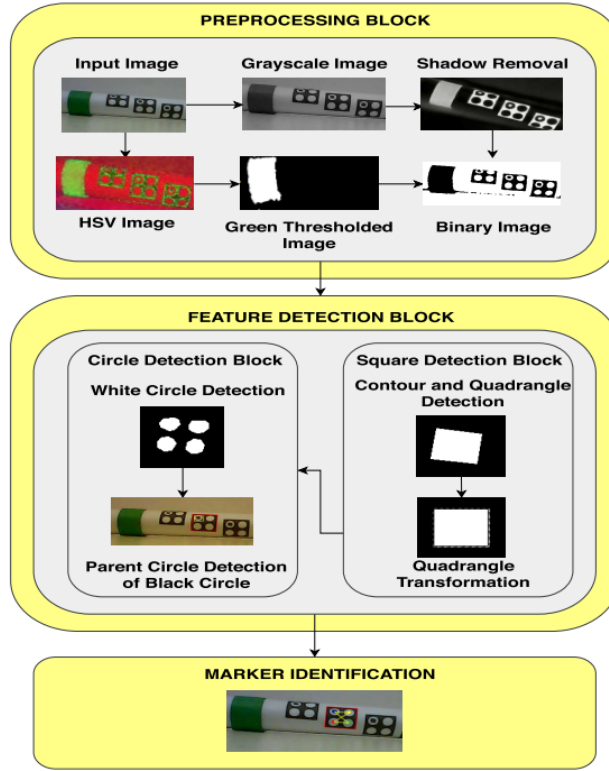 PREPROCESSING BLOCK
Input Image
Grayscale Image
Shadow Removal
HSV Image
Green Thresholded
Image
Binary Image
FEATURE DETECTION BLOCK
Circle Detection Block
White Circle Detection
Parent Circle Detection
of Black Circle
Square Detection Block
Contour and Quadrangle
Detection
Quadrangle
Transformation
MARKER IDENTIFICATION